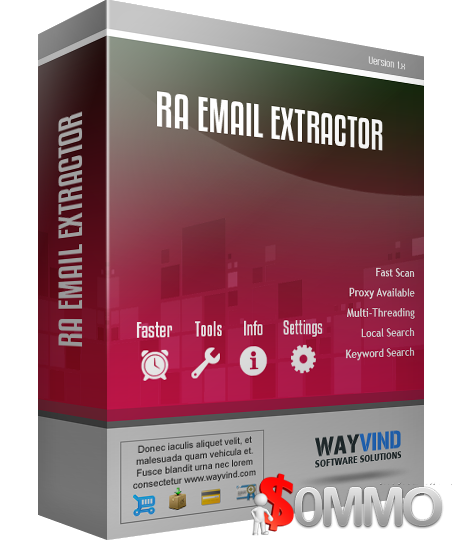 Version 1.x
RA EMAIL EXTRACTOR
RA EMAIL EXTRACTOR
Fast Scan
Proxy Available
Multi-Threading
Local Search
Keyword Search
Faster
Tools
Info
Settings
Donec iaculis aliquet velit, et
malesuada quam vehicula et.
Fusce blandit urna nec lorem
consectetur www.wayvind.com
WAYVIND
SOFTWARE SOLUTIONS
$OMMO